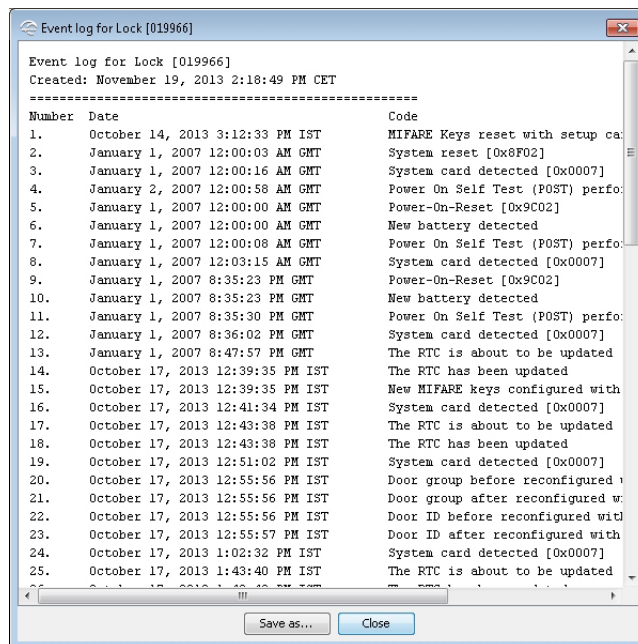 Event log for Lock [019966]
Event log for Lock [019966]
Created: November 19, 2013 2:18:49 PM CET
====================================================
Number Date Code
1. October 14, 2013 3:12:33 PM IST MIFARE Keys reset with setup ca
2. January 1, 2007 12:00:03 AM GMT System reset [0x8F02]
3. January 1, 2007 12:00:16 AM GMT System card detected [0x0007]
4. January 2, 2007 12:00:58 AM GMT Power On Self Test (POST) perfo
5. January 1, 2007 12:00:00 AM GMT Power-On-Reset [0x9C02]
6. January 1, 2007 12:00:00 AM GMT New battery detected
7. January 1, 2007 12:00:08 AM GMT Power On Self Test (POST) perfo
8. January 1, 2007 12:03:15 AM GMT System card detected [0x0007]
9. January 1, 2007 8:35:23 PM GMT Power-On-Reset [0x9C02]
10. January 1, 2007 8:35:23 PM GMT New battery detected
11. January 1, 2007 8:35:30 PM GMT Power On Self Test (POST) perfo
12. January 1, 2007 8:36:02 PM GMT System card detected [0x0007]
13. January 1, 2007 8:47:57 PM GMT The RTC is about to be updated
14. October 17, 2013 12:39:35 PM IST The RTC has been updated
15. October 17, 2013 12:39:35 PM IST New MIFARE keys configured with
16. October 17, 2013 12:41:34 PM IST System card detected [0x0007]
17. October 17, 2013 12:43:38 PM IST The RTC is about to be updated
18. October 17, 2013 12:43:38 PM IST The RTC has been updated
19. October 17, 2013 12:51:02 PM IST System card detected [0x0007]
20. October 17, 2013 12:55:56 PM IST Door group before reconfigured
21. October 17, 2013 12:55:56 PM IST Door group after reconfigured w
22. October 17, 2013 12:55:56 PM IST Door ID before reconfigured wit
23. October 17, 2013 12:55:57 PM IST Door ID after reconfigured with
24. October 17, 2013 1:02:32 PM IST System card detected [0x0007]
25. October 17, 2013 1:43:40 PM IST The RTC is about to be updated
Save as... Close